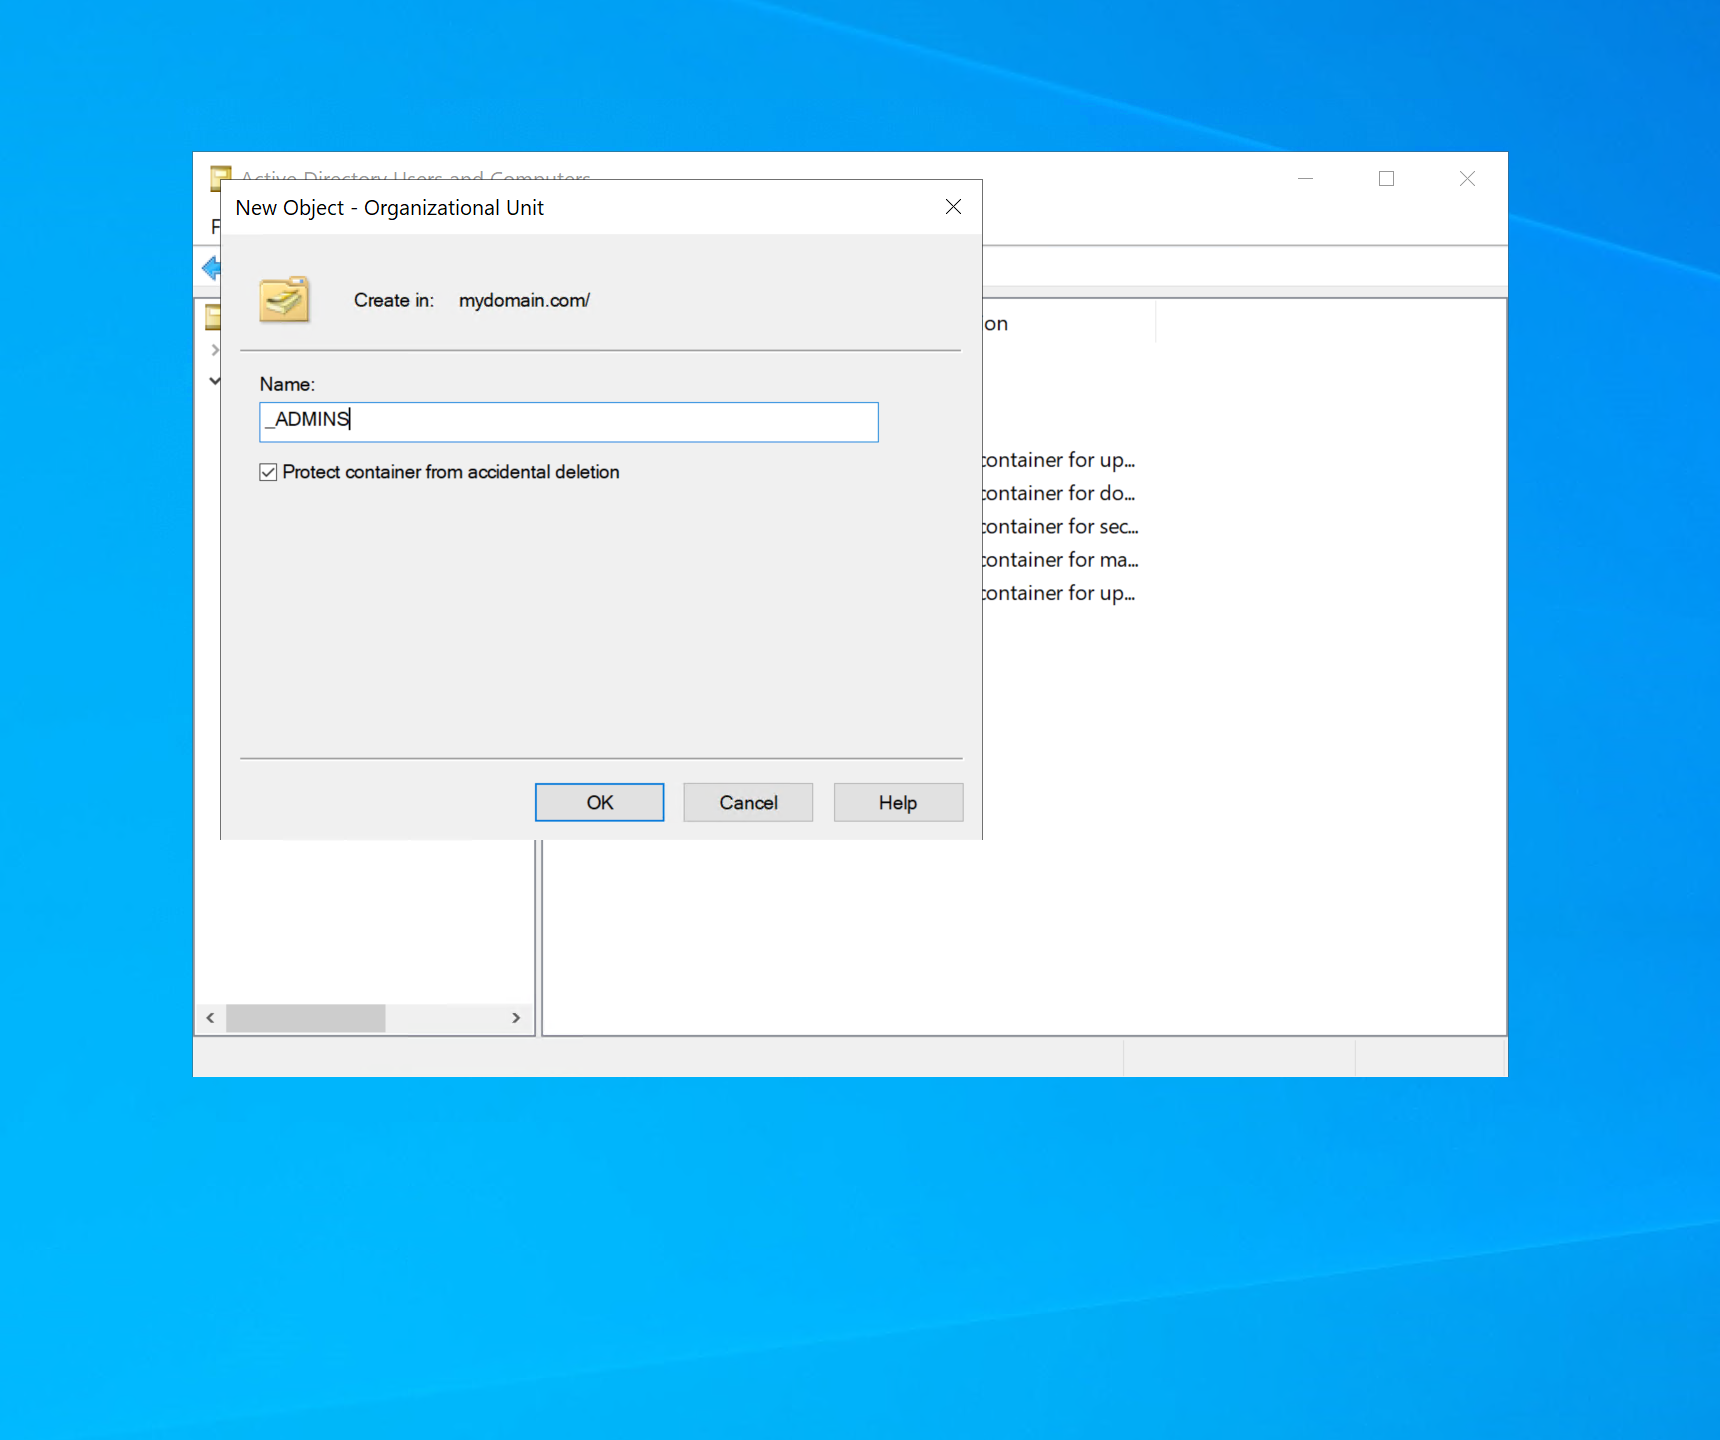 Active Directory Users and Computers
New Object - Organizational Unit
F
Create in: mydomain.com/
on
Name:
_ADMINS
container for up...
Protect container from accidental deletion
container for do...
container for sec...
container for ma...
container for up...
OK Cancel Help